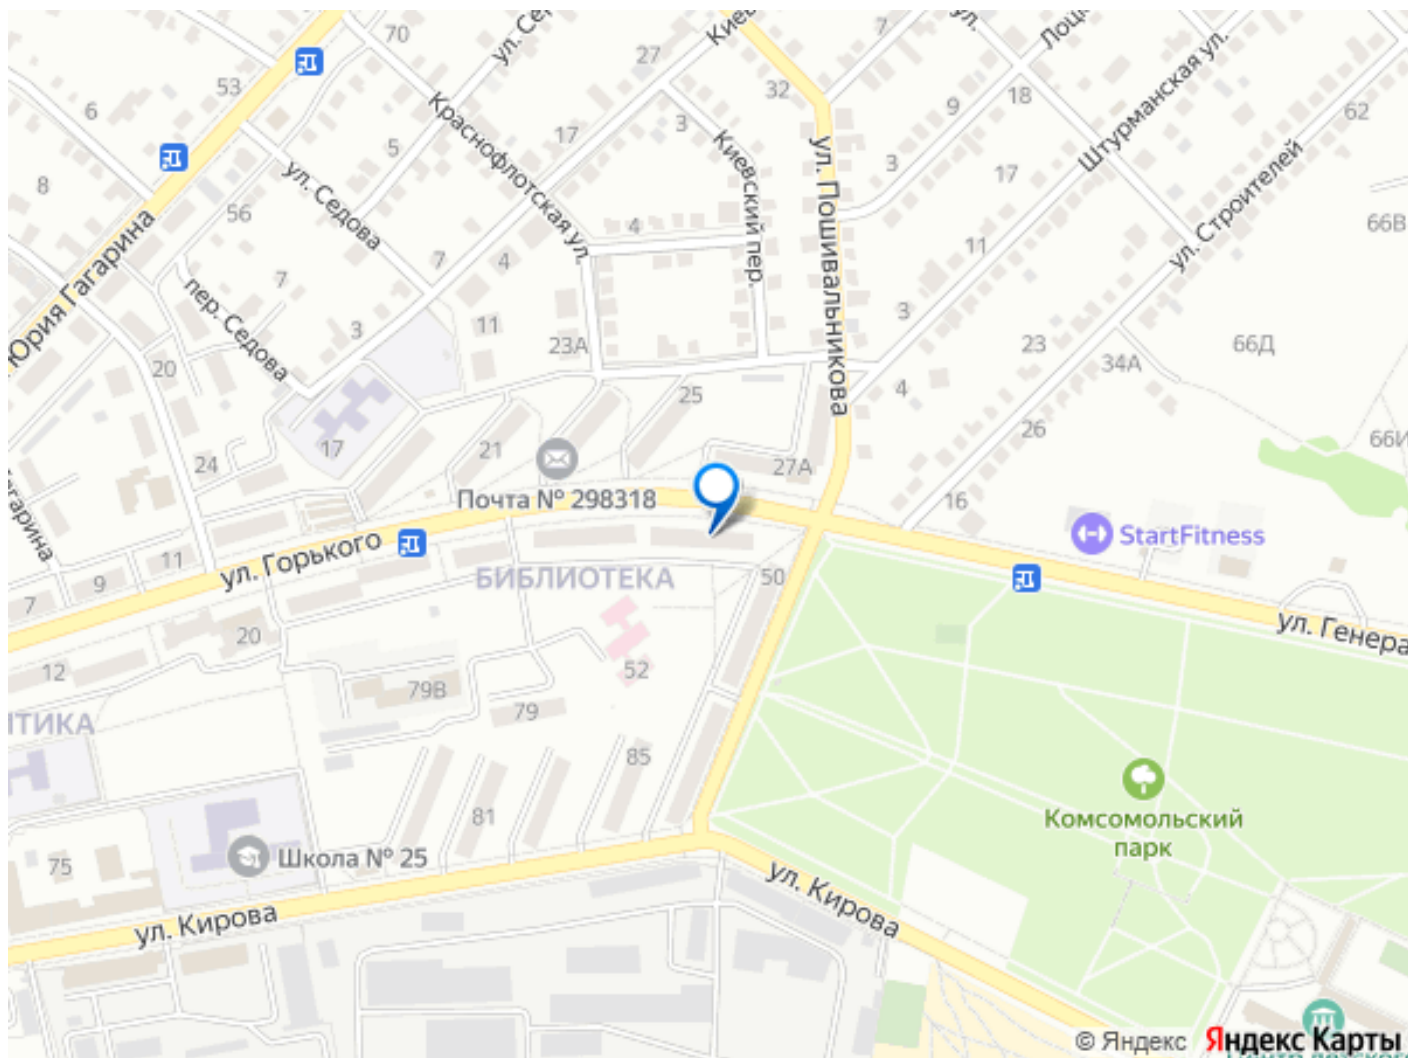 70
ул. Се
Киев
7
ул.
Лоц
27
53
6
32
9
18
Штурманская ул.
62
Краснофлотская ул.
17
3
5
Киевский пер.
ул. Пошивальникова
3
17
8
ул. Седова
56
4
11
ул. Строителей
66В
Юрия Гагарина
7
4
7
пер. Седова
3
11
23А
3
23
34А
66Д
20
25
4
26
17
21
27А
66И
24
Почта № 298318
16
StartFitness
гарина
11
ул. Горького
9
БИБЛИОТЕКА
50
7
ул. Генера
20
12
52
79В
79
ТИКА
85
Комсомольский
парк
81
Школа № 25
75
ул. Кирова
ул. Кирова
© Яндекс Яндекс Карты